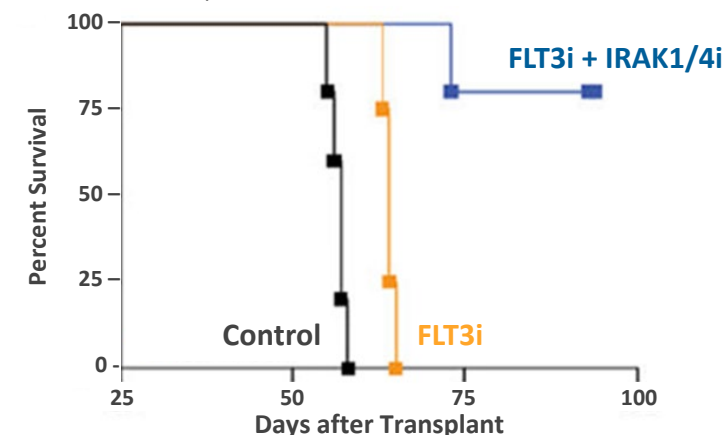 100
75
50
25
0
Percent Survival
FLT3i + IRAK1/4i
Control
FLT3i
25 50 75 100
Days after Transplant